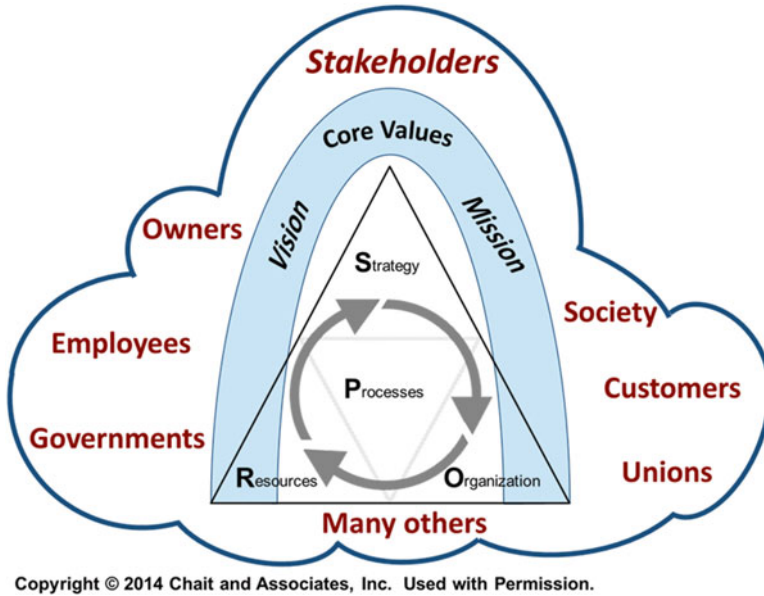 Stakeholders
Core Values
Vision
Mission
Owners
Strategy
Society
Employees
Processes
Customers
Governments
Resources
Organization
Unions
Many others
Copyright © 2014 Chait and Associates, Inc. Used with Permission.